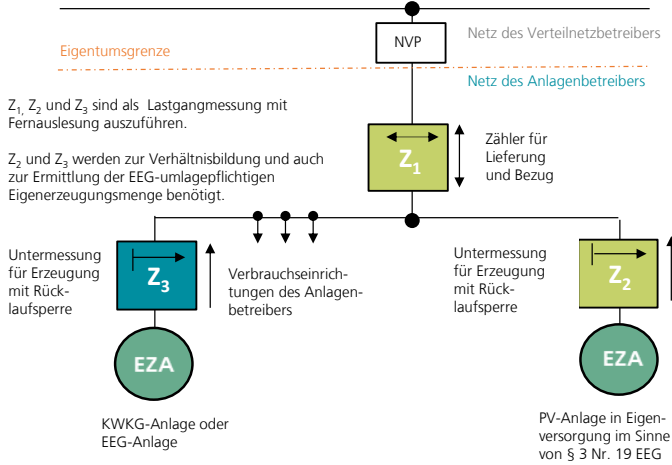 Netz des Verteilnetzbetreibers
NVP
Eigentumsgrenze
Netz des Anlagenbetreibers
Z1, Z2 und Z3 sind als Lastgangmessung mit
Fernauslesung auszuführen.
Z2 und Z3 werden zur Verhältnisbildung und auch
zur Ermittlung der EEG-umlagepflichtigen
Eigenerzeugungsmenge benötigt.
Z1
Zähler für
Lieferung
und Bezug
Untermessung
für Erzeugung
mit Rück-
laufsperre
Z3
Verbrauchseinrich-
tungen des Anlagen-
betreibers
Untermessung
für Erzeugung
mit Rück-
laufsperre
Z2
EZA
EZA
KWKG-Anlage oder
EEG-Anlage
PV-Anlage in Eigen-
versorgung im Sinne
von § 3 Nr. 19 EEG